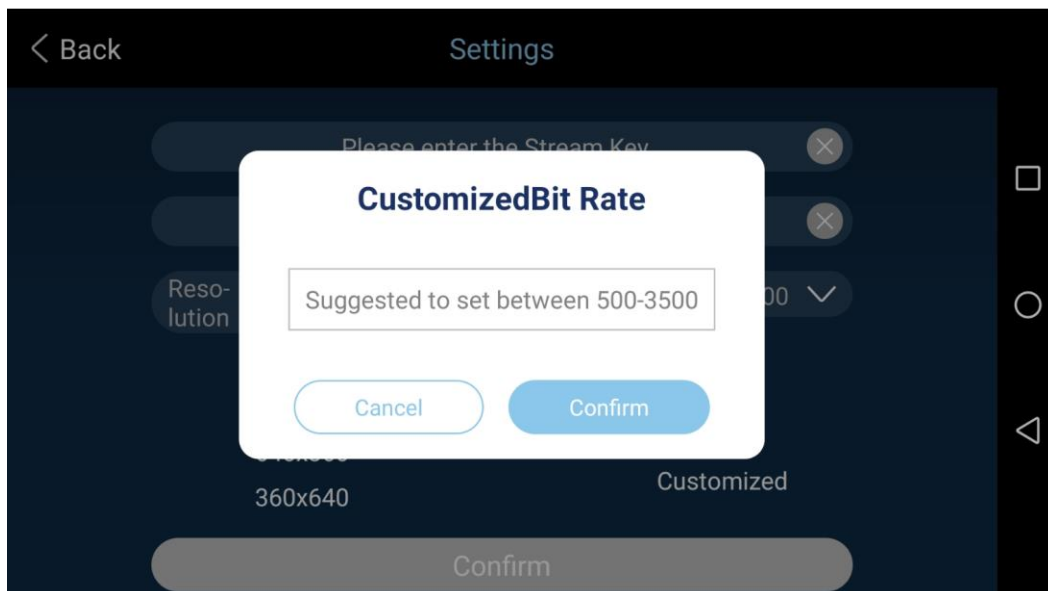 Back
Settings
Please enter the Stream Key
CustomizedBit Rate
Reso-
lution
Suggested to set between 500-3500
00
Cancel
Confirm
Customized
360x640
Confirm